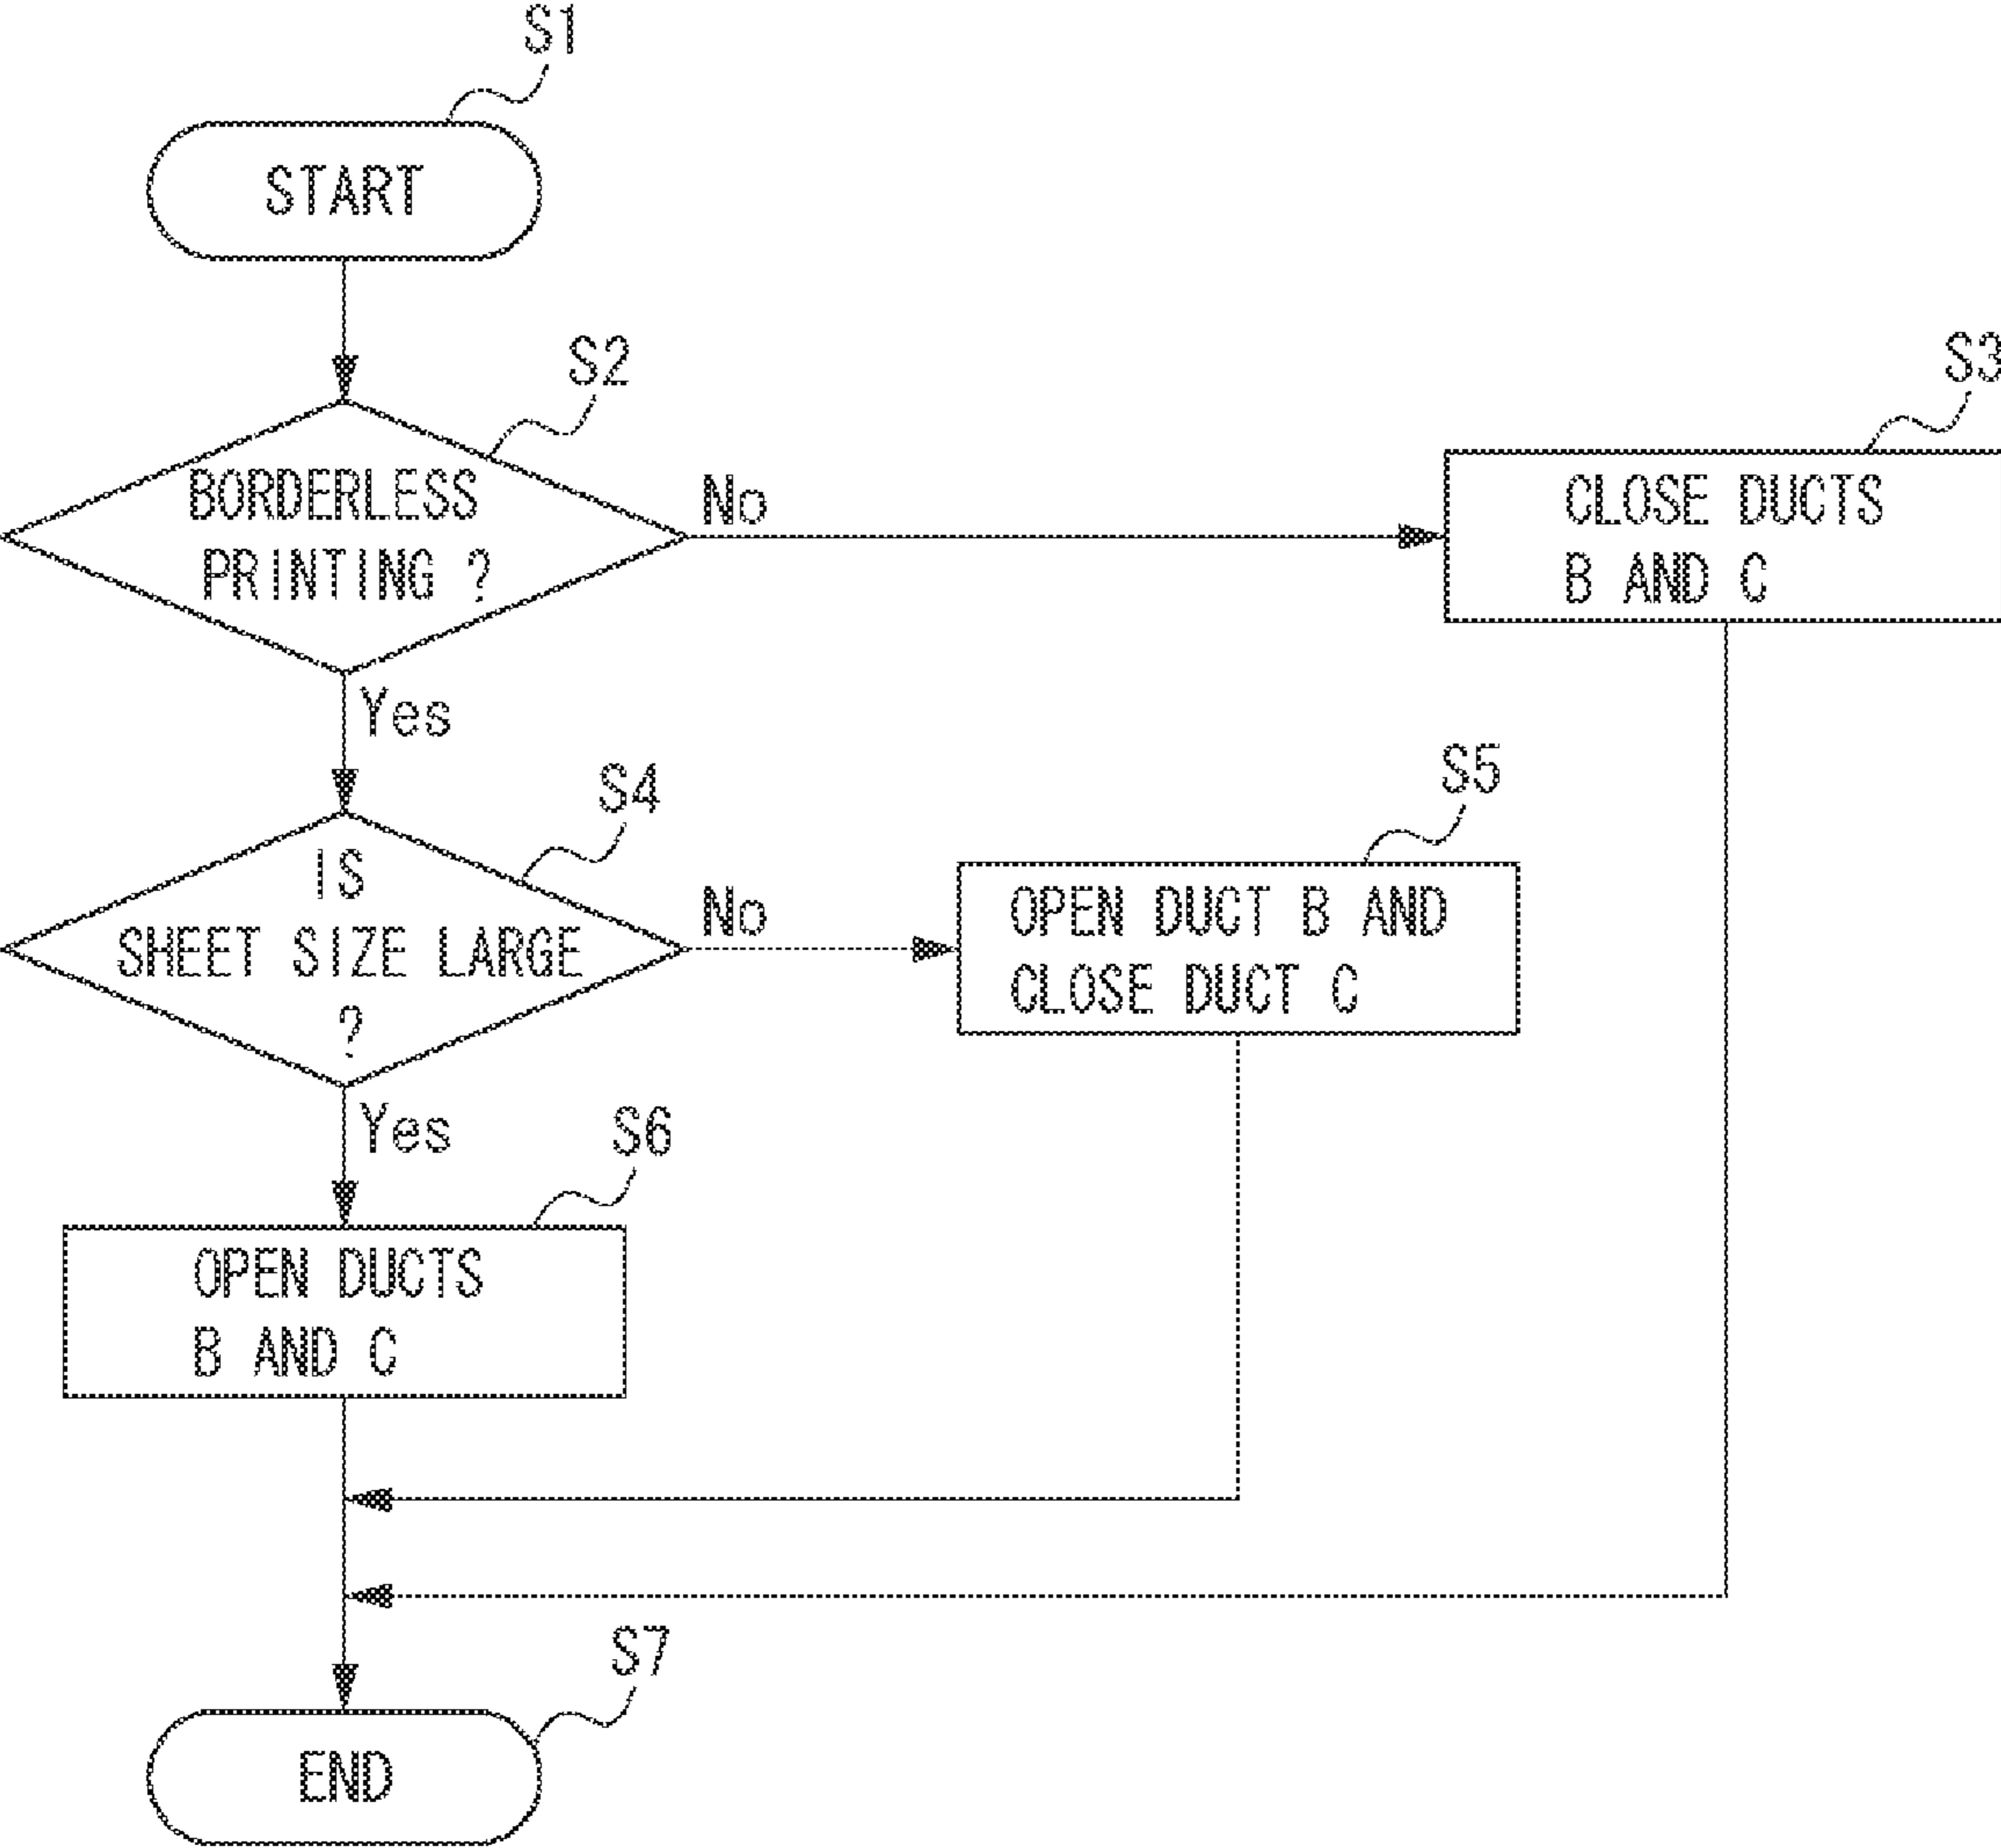 S1
START
S2
BORDERLESS
PRINTING ?
No
S3
CLOSE DUCTS
B AND C
Yes
S4
IS
SHEET SIZE LARGE
?
No
S5
OPEN DUCT B AND
CLOSE DUCT C
Yes
S6
OPEN DUCTS
B AND C
S7
END